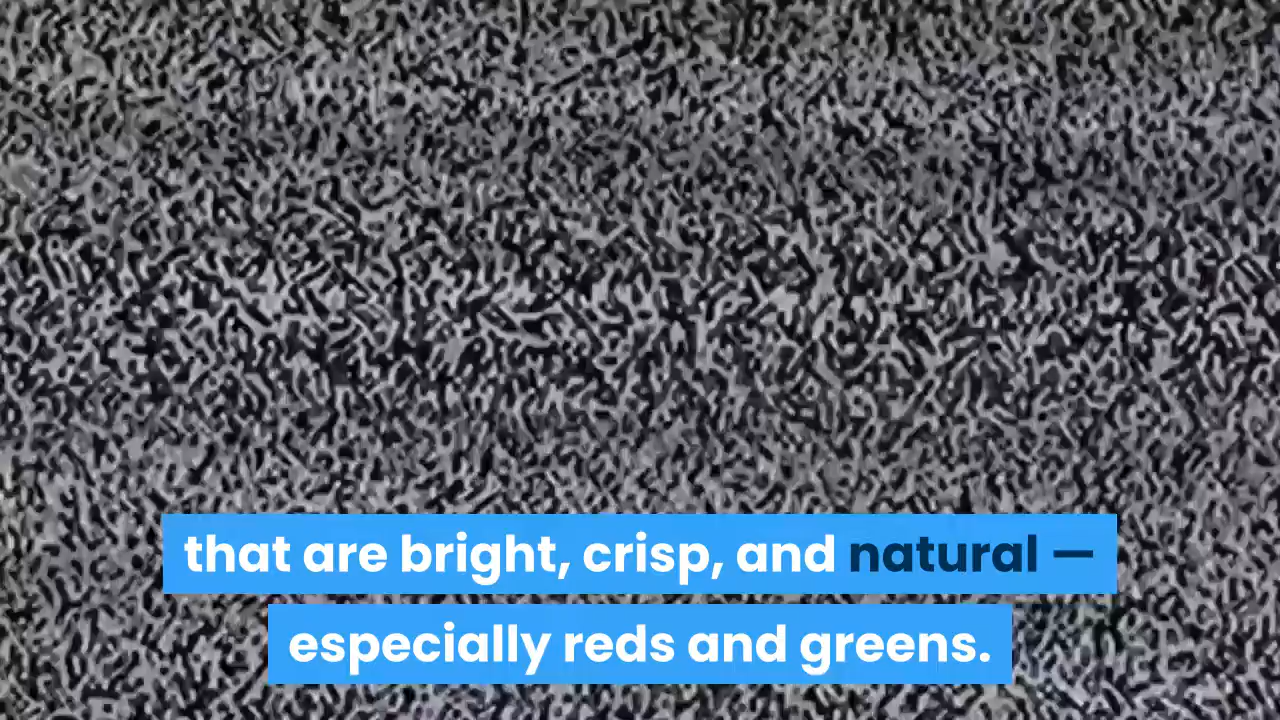 that are bright, crisp, and natural —
especially reds and greens.